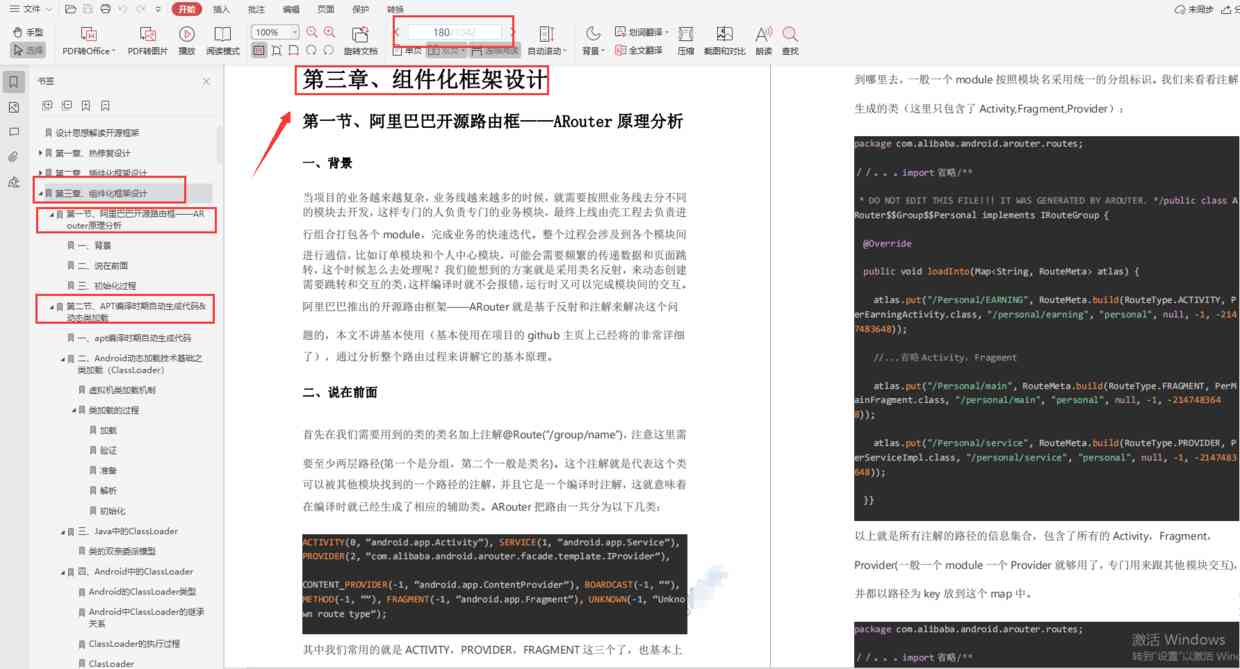 三 文件
开始
插入
批注
编辑
页面
保护
转换
未同步
手型
选择
PDF转Office
PDF转图片
播放
阅读模式
100%
旋转文档
180
单页
自动滚动
背景
划词翻译
全文翻译
压缩
截图和对比
朗读
查找
书签
设计思想解读开源框架
第一章、热修复设计
第二章、插件化框架设计
第三章、组件化框架设计
第一节、阿里巴巴开源路由框——AR
outer原理分析
一、背景
二、说在前面
三、初始化过程
第二节、APT编译时期自动生成代码&
动态类加载
一、apt编译时期自动生成代码
二、Android动态加载技术基础之
类加载（ClassLoader）
虚拟机类加载机制
类加载的过程
加载
验证
准备
解析
初始化
三、Java中的ClassLoader
类的双亲委派模型
四、Android中的ClassLoader
Android的ClassLoader类型
Android中ClassLoader的继承
关系
ClassLoader的执行过程
ClasLoader
第三章、组件化框架设计
第一节、阿里巴巴开源路由框——ARouter 原理分析
一、背景
当项目的业务越来越复杂，业务线越来越多的时候，就需要按照业务线去分不同
的模块去开发，这样专门的人负责专门的业务模块，最终上线由壳工程去负责进
行组合打包各个 module，完成业务的快速迭代。整个过程会涉及到各个模块间
进行通信，比如订单模块和个人中心模块，可能会需要频繁的传递数据和页面跳
转，这个时候怎么去处理呢？我们能想到的方案就是采用类名反射，来动态创建
需要跳转和交互的类,这样编译时就不会报错,运行时又可以完成模块间的交互。
阿里巴巴推出的开源路由框架——ARouter 就是基于反射和注解来解决这个问
题的，本文不讲基本使用（基本使用在项目的 github 主页上已经将的非常详细
了），通过分析整个路由过程来讲解它的基本原理。
二、说在前面
首先在我们需要用到的类的类名加上注解@Route("/group/name")，注意这里需
要至少两层路径(第一个是分组，第二个一般是类名)。这个注解就是代表这个类
可以被其他模块找到的一个路径的注解，并且它是一个编译时注解，这就意味着
在编译时就已经生成了相应的辅助类。ARouter 把路由一共分为以下几类：
ACTIVITY(0, "android.app.Activity"), SERVICE(1, "android.app.Service"),
PROVIDER(2, "com.alibaba.android.arouter.facade.template.IProvider"),
CONTENT_PROVIDER(-1, "android.app.ContentProvider"), BOARDCAST(-1, ""),
METHOD(-1, ""), FRAGMENT(-1, "android.app.Fragment"), UNKNOWN(-1, "Unkno
wn route type");
其中我们常用的就是 ACTIVITY，PROVIDER，FRAGMENT 这三个了，也基本上
到哪里去，一般一个 module 按照模块名采用统一的分组标识。我们来看看注解
生成的类（这里只包含了 Activity,Fragment,Provider）：
package com.alibaba.android.arouter.routes;
//...import 省略/**
* DO NOT EDIT THIS FILE!!! IT WAS GENERATED BY AROUTER. */public class A
Router$$Group$$Personal implements IRouteGroup {
@Override
public void loadInto(Map<String, RouteMeta> atlas) {
atlas.put("/Personal/EARNING", RouteMeta.build(RouteType.ACTIVITY, P
erEarningActivity.class, "/personal/earning", "personal", null, -1, -214
7483648));
//...省略 Activity，Fragment
atlas.put("/Personal/main", RouteMeta.build(RouteType.FRAGMENT, PerM
ainFragment.class, "/personal/main", "personal", null, -1, -214748364
8));
atlas.put("/Personal/service", RouteMeta.build(RouteType.PROVIDER, P
erServiceImpl.class, "/personal/service", "personal", null, -1, -2147483
648));
}}
以上就是所有注解的路径的信息集合，包含了所有的 Activity，Fragment，
Provider(一般一个 module 一个 Provider 就够用了，专门用来跟其他模块交互)，
并都以路径为 key 放到这个 map 中。
package com.alibaba.android.arouter.routes;
//...import 省略/**
激活 Windows
转到"设置"以激活 Win